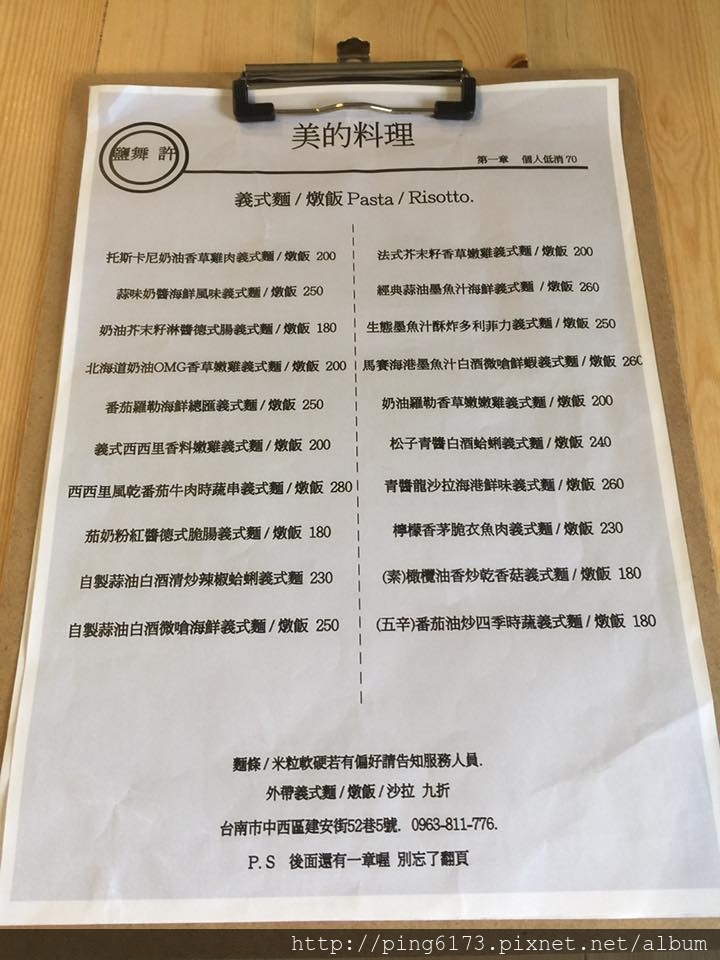 美的料理
鹽舞 許
第一章 個人低消 70
義式麵 / 燉飯 Pasta / Risotto.
托斯卡尼奶油香草雞肉義式麵 / 燉飯 200
蒜味奶醬海鮮風味義式麵 / 燉飯 250
奶油芥末籽淋醬德式腸義式麵 / 燉飯 180
北海道奶油OMG香草嫩雞義式麵 / 燉飯 200
番茄羅勒海鮮總匯義式麵 / 燉飯 250
義式西西里香料嫩雞義式麵 / 燉飯 200
西西里風乾番茄牛肉時蔬串義式麵 / 燉飯 280
茄奶粉紅醬德式脆腸義式麵 / 燉飯 180
自製蒜油白酒清炒辣椒蛤蜊義式麵 230
自製蒜油白酒微嗆海鮮義式麵 / 燉飯 250
法式芥末籽香草嫩雞義式麵 / 燉飯 200
經典蒜油墨魚汁海鮮義式麵 / 燉飯 260
生態墨魚汁酥炸多利菲力義式麵 / 燉飯 250
馬賽海港墨魚汁白酒微嗆鮮蝦義式麵 / 燉飯 260
奶油羅勒香草嫩嫩雞義式麵 / 燉飯 200
松子青醬白酒蛤蜊義式麵 / 燉飯 240
青醬龍沙拉海港鮮味義式麵 / 燉飯 260
檸檬香茅脆衣魚肉義式麵 / 燉飯 230
(素)橄欖油香炒乾香菇義式麵 / 燉飯 180
(五辛)番茄油炒四季時蔬義式麵 / 燉飯 180
麵條 / 米粒軟硬若有偏好請告知服務人員.
外帶義式麵 / 燉飯 / 沙拉 九折
台南市中西區建安街52巷5號. 0963-811-776.
P. S 後面還有一章喔 別忘了翻頁
http://ping6173.pixnet.net/album